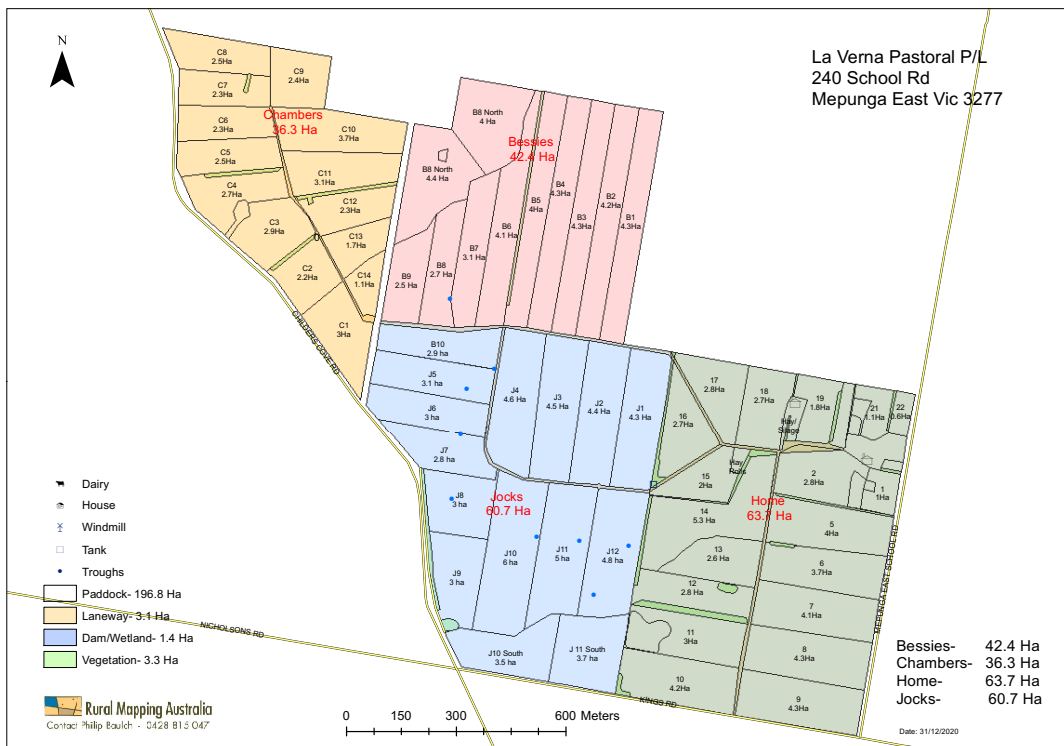 La Verna Pastoral P/L
240 School Rd
Mepunga East Vic 3277
N
C8
2.5Ha
C9
2.4Ha
C7
2.3Ha
Chambers
36.3 Ha
C6
2.3Ha
C10
3.7Ha
C5
2.5Ha
C11
3.1Ha
C4
2.7Ha
C12
2.3Ha
C3
2.9Ha
C13
1.7Ha
C2
2.2Ha
C14
1.1Ha
C1
3Ha
CHILDERS COVE RD
B8 North
4 Ha
Bessies
42.4 Ha
B8 North
4.4 Ha
B4
4.3Ha
B2
4.2Ha
B5
4Ha
B3
4.3Ha
B1
4.3Ha
B6
4.1 Ha
B7
3.1 Ha
B8
2.7 Ha
B9
2.5 Ha
B10
2.9 ha
J5
3.1 ha
J6
3 ha
J7
2.8 ha
J4
4.6 Ha
J3
4.5 Ha
J2
4.4 Ha
J1
4.3 Ha
J8
3 ha
Jocks
60.7 Ha
J10
6 ha
J11
5 ha
J12
4.8 ha
J9
3 ha
J10 South
3.5 ha
J 11 South
3.7 ha
17
2.8Ha
18
2.7Ha
19
1.8Ha
21
1.1Ha
22
0.6Ha
16
2.7Ha
Hay/
Silage
Hay
Rolls
15
2Ha
2
2.8Ha
1
1Ha
Home
63.7 Ha
14
5.3 Ha
5
4Ha
13
2.6 Ha
6
3.7Ha
12
2.8 Ha
7
4.1Ha
11
3Ha
8
4.3Ha
10
4.2Ha
9
4.3Ha
MEPUNGA EAST SCHOOL RD
KINGS RD
NICHOLSONS RD
Dairy
House
Windmill
Tank
Troughs
Paddock- 196.8 Ha
Laneway- 3.1 Ha
Dam/Wetland- 1.4 Ha
Vegetation- 3.3 Ha
Rural Mapping Australia
Contact Philip Baulch - 0428 815 047
0 150 300 600 Meters
Bessies- 42.4 Ha
Chambers- 36.3 Ha
Home- 63.7 Ha
Jocks- 60.7 Ha
Date: 31/12/2020